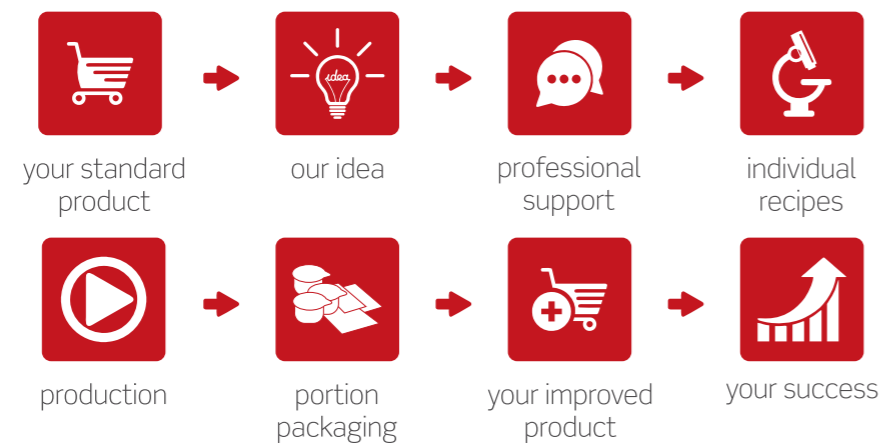 idea
your standard
product
our idea
professional
support
individual
recipes
production
portion
packaging
your improved
product
your success